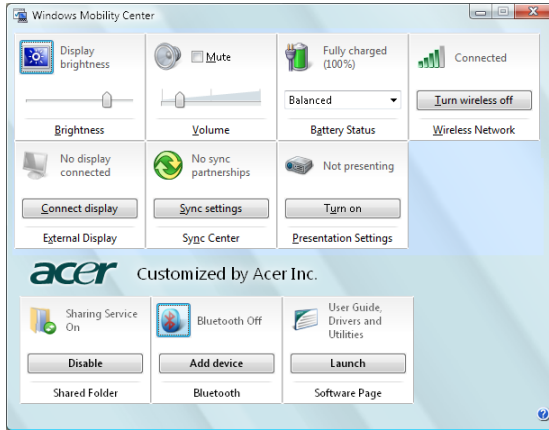 Windows Mobility Center
Display
brightness
Brightness
Mute
Volume
Fully charged
(100%)
Balanced
Battery Status
Connected
Turn wireless off
Wireless Network
No display
connected
Connect display
External Display
No sync
partnerships
Sync settings
Sync Center
Not presenting
Turn on
Presentation Settings
acer Customized by Acer Inc.
Sharing Service
On
Disable
Shared Folder
Bluetooth Off
Add device
Bluetooth
User Guide,
Drivers and
Utilities
Launch
Software Page